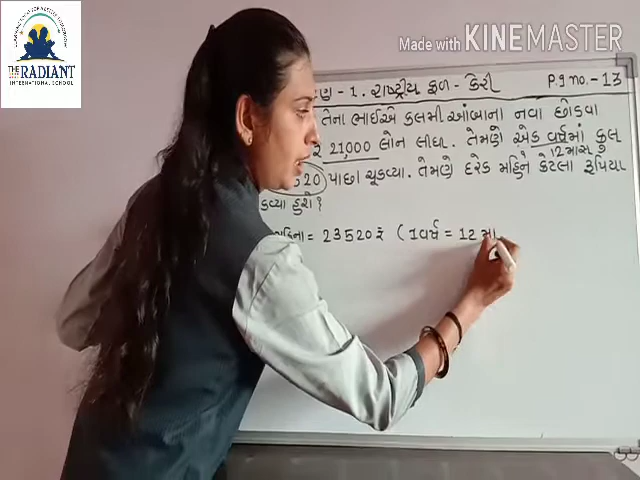 THE RADIANT
INTERNATIONAL SCHOOL
Made with KINEMASTER
- 1. રાષ્ટ્રીય ફળ - કેરી P.g no. - 13
તેના ભાઈએ કલમી આંબાના નવા છોડવા
21,000 લોન લીધા. તેમણે એક વર્ષમાં કુલ
12 માસ
520 પાછા ચૂકવ્યા. તેમણે દરેક મહિને કેટલા રૂપિયા
કવ્યા હશે?
= 23520 ₹ ( 1 વર્ષ = 12 મા